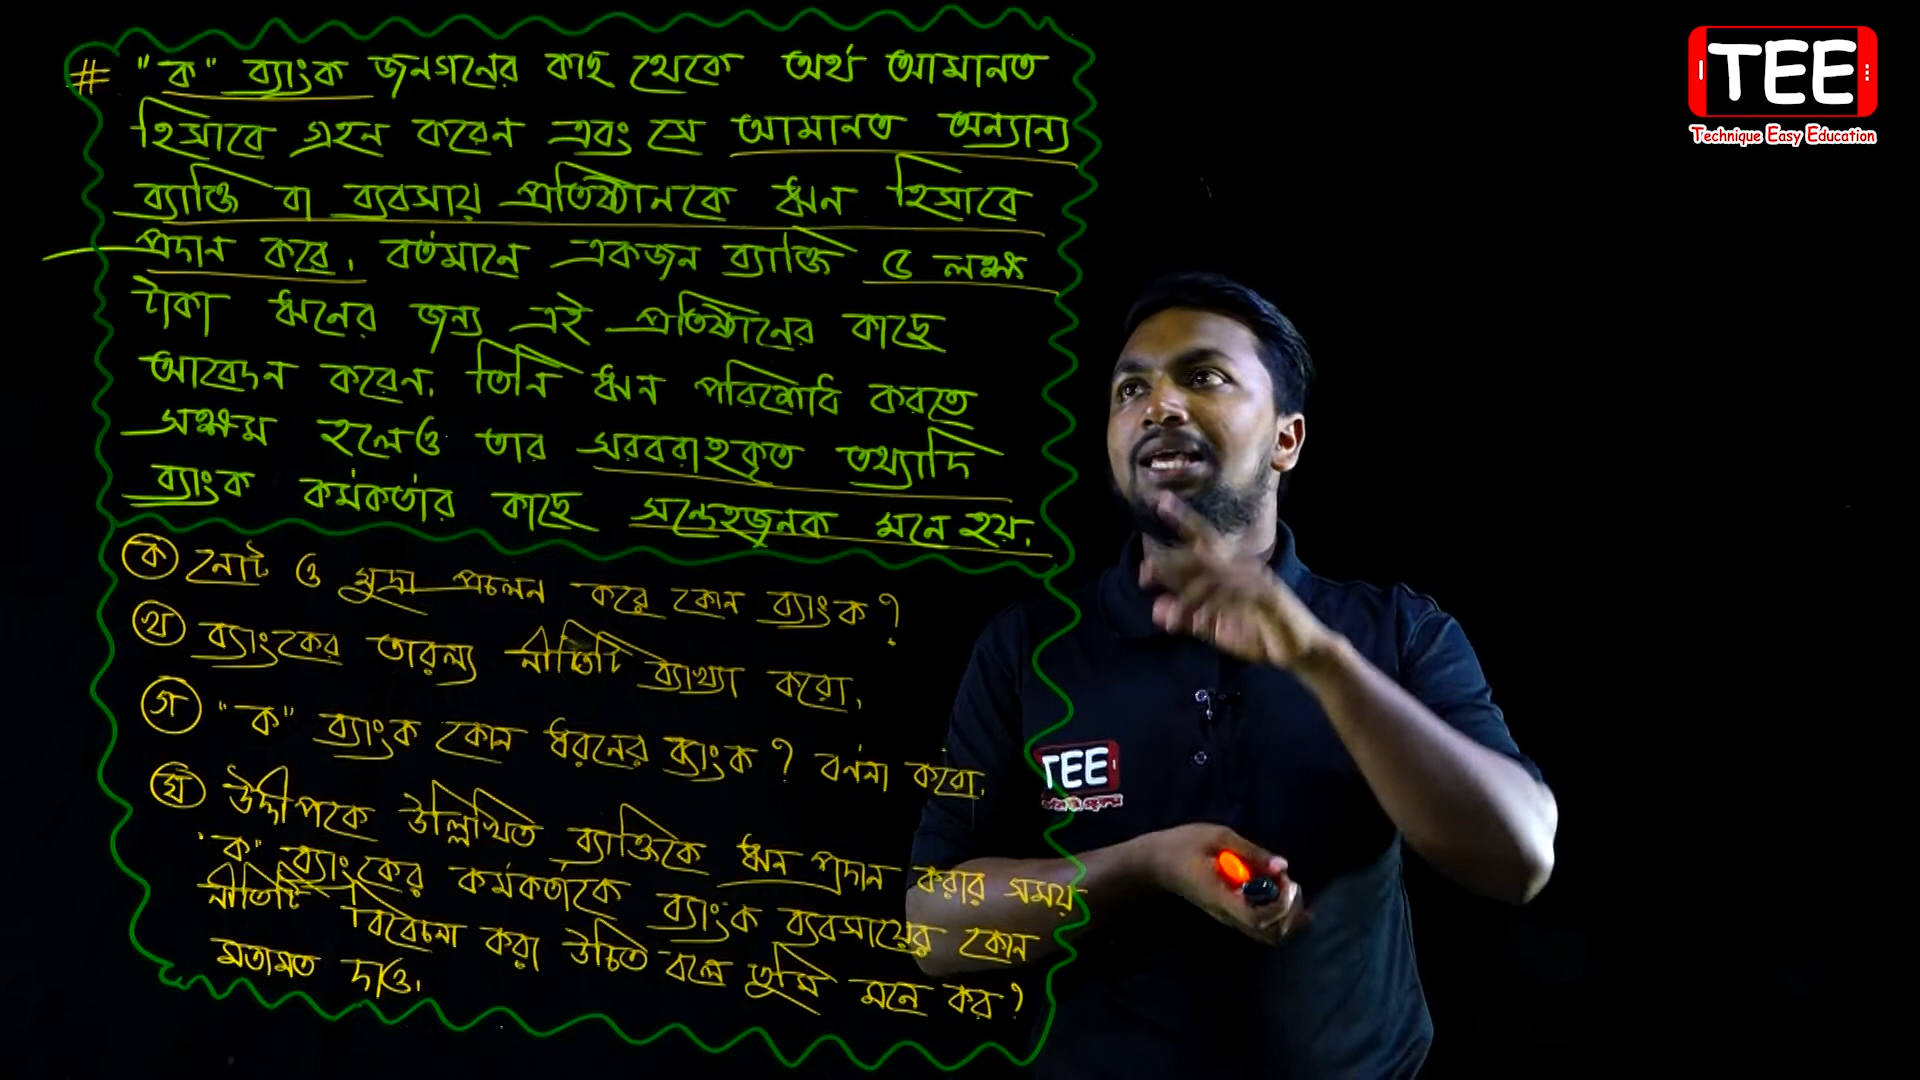 # "ক" ব্যাংক জনগনের কাছ থেকে অর্থ আমানত
হিসাবে গ্রহন করেন এবং সে আমানত অন্যান্য
ব্যাক্তি বা ব্যবসায় প্রতিষ্ঠানকে ঋন হিসাবে
প্রদান করে। বর্তমানে একজন ব্যাক্তি ৫ লক্ষ
টাকা ঋনের জন্য এই প্রতিষ্ঠানের কাছে
আবেদন করেন। তিনি ঋন পরিশোধ করতে
সক্ষম হলেও তার সরবরাহকৃত তথ্যাদি
ব্যাংক কর্মকর্তার কাছে সন্দেহজনক মনে হয়।
ক নোট ও মুদ্রা প্রচলন করে কোন ব্যাংক?
খ ব্যাংকের তারল্য নীতিটি ব্যাখ্যা করো।
গ "ক" ব্যাংক কোন ধরনের ব্যাংক? বর্ননা করো।
ঘ উদ্দীপকে উল্লিখিত ব্যাক্তিকে ঋন প্রদান করার সময়
"ক" ব্যাংকের কর্মকর্তাকে ব্যাংক ব্যবসায়ের কোন
নীতিটি বিবেচনা করা উচিত বলে তুমি মনে কর?
মতামত দাও।
TEE
Technique Easy Education
TEE